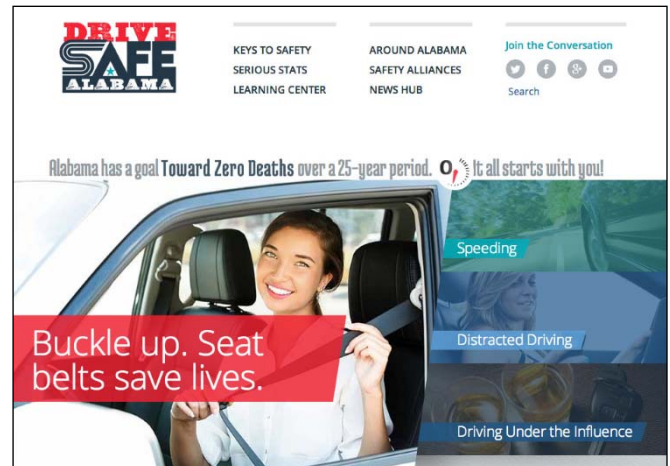 DRIVE
SAFE
ALABAMA
KEYS TO SAFETY
SERIOUS STATS
LEARNING CENTER
AROUND ALABAMA
SAFETY ALLIANCES
NEWS HUB
Join the Conversation
Search
Alabama has a goal Toward Zero Deaths over a 25-year period. 0, It all starts with you!
Buckle up. Seat
belts save lives.
Speeding
Distracted Driving
Driving Under the Influence